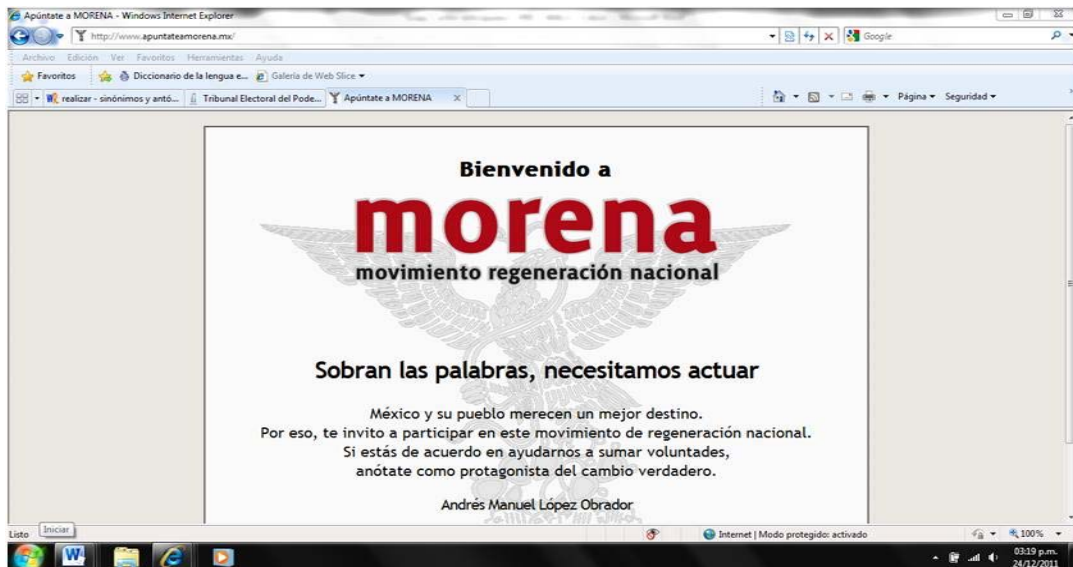 Apúntate a MORENA - Windows Internet Explorer
http://www.apuntateamorena.mx/
Google
Archivo Edición Ver Favoritos Herramientas Ayuda
Favoritos Diccionario de la lengua e... Galería de Web Slice
realizar - sinónimos y antó... Tribunal Electoral del Pode... Apúntate a MORENA X Página Seguridad
Bienvenido a
morena
movimiento regeneración nacional
Sobran las palabras, necesitamos actuar
México y su pueblo merecen un mejor destino.
Por eso, te invito a participar en este movimiento de regeneración nacional.
Si estás de acuerdo en ayudarnos a sumar voluntades,
anótate como protagonista del cambio verdadero.
Andrés Manuel López Obrador
Listo Iniciar Internet | Modo protegido: activado 100%
03:19 p.m.
24/12/2011